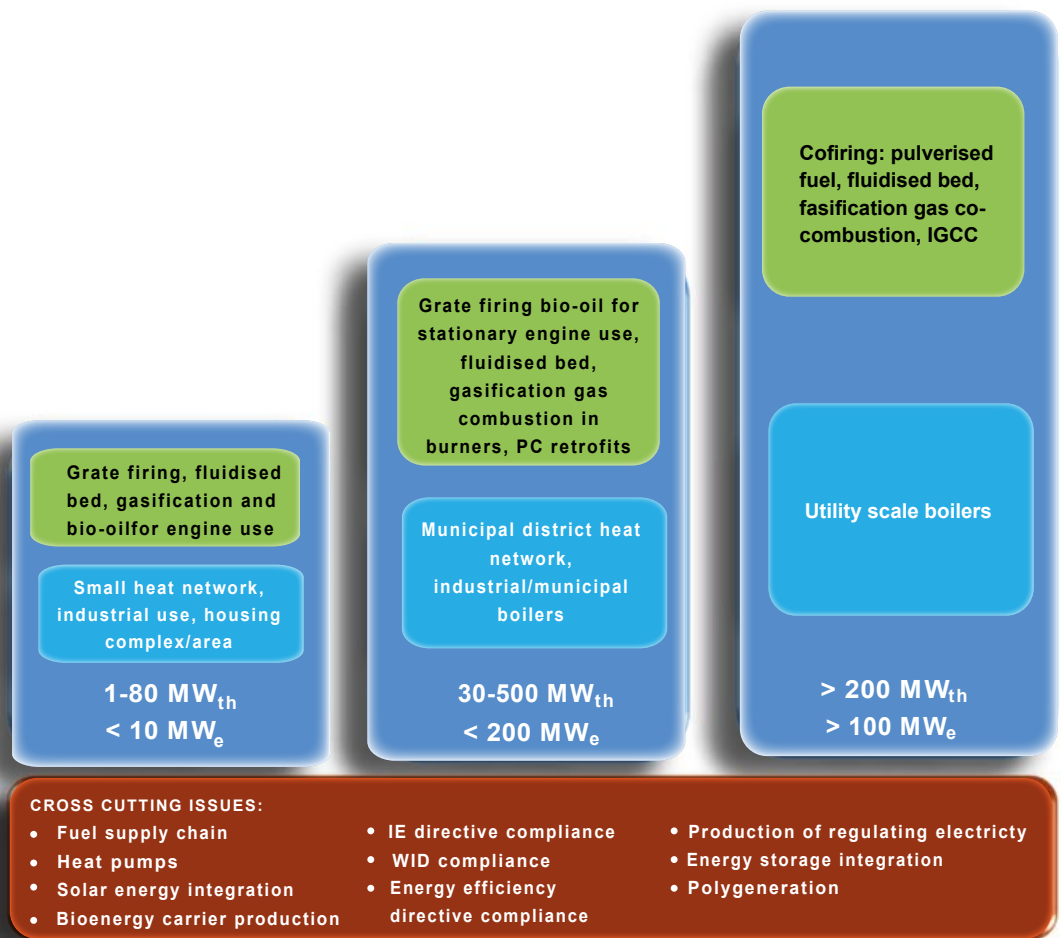 Grate firing, fluidised
bed, gasification and
bio-oilfor engine use
Small heat network,
industrial use, housing
complex/area
1-80 MWth
< 10 MWe
Grate firing bio-oil for
stationary engine use,
fluidised bed,
gasification gas
combustion in
burners, PC retrofits
Municipal district heat
network,
industrial/municipal
boilers
30-500 MWth
< 200 MWe
Cofiring: pulverised
fuel, fluidised bed,
fasification gas co-
combustion, IGCC
Utility scale boilers
> 200 MWth
> 100 MWe
CROSS CUTTING ISSUES:
• Fuel supply chain
• Heat pumps
• Solar energy integration
• Bioenergy carrier production
• IE directive compliance
• WID compliance
• Energy efficiency
directive compliance
• Production of regulating electricty
• Energy storage integration
• Polygeneration